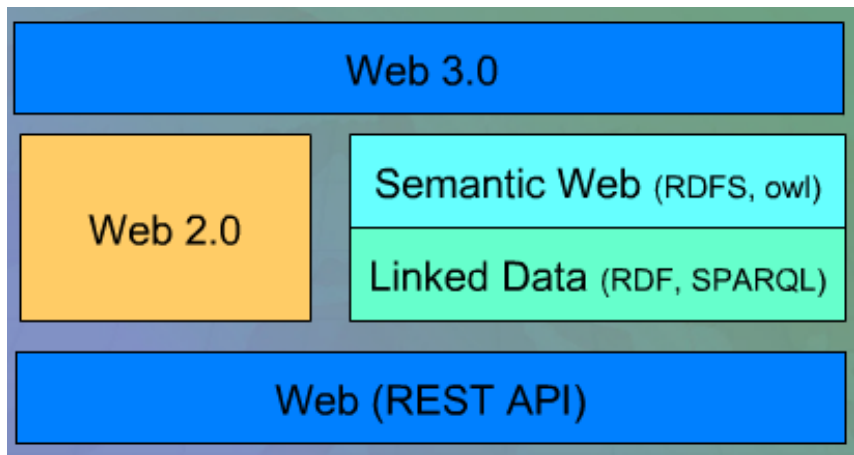 Web 3.0
Web 2.0
Semantic Web (RDFS, owl)
Linked Data (RDF, SPARQL)
Web (REST API)